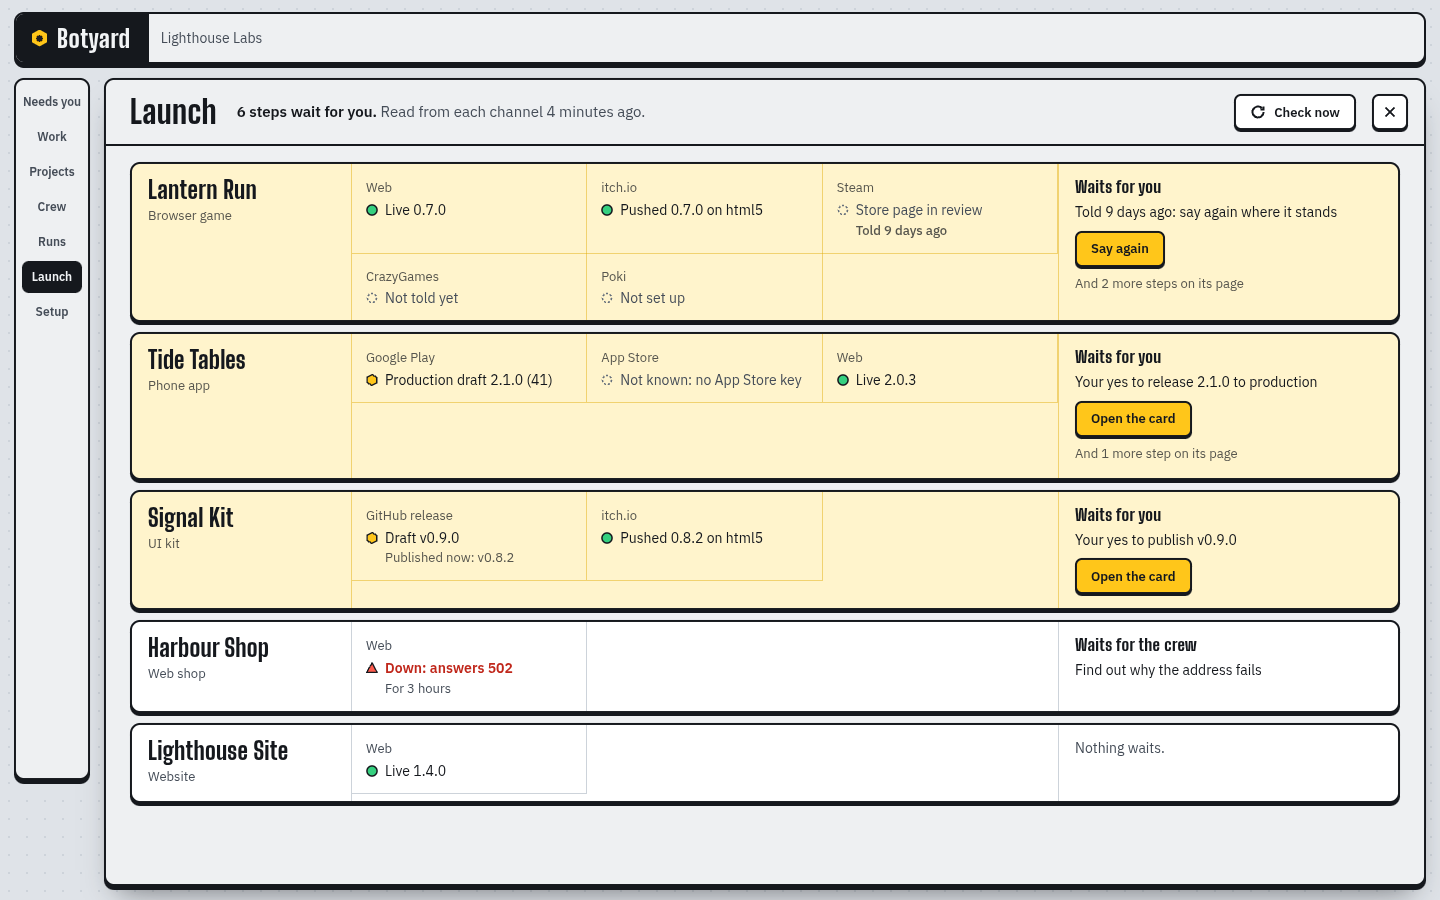 Botyard
Lighthouse Labs
Needs you
Work
Projects
Crew
Runs
Launch
Setup
Launch
6 steps wait for you. Read from each channel 4 minutes ago.
Check now
Lantern Run
Browser game
Web
Live 0.7.0
itch.io
Pushed 0.7.0 on html5
Steam
Store page in review
Told 9 days ago
CrazyGames
Not told yet
Poki
Not set up
Waits for you
Told 9 days ago: say again where it stands
Say again
And 2 more steps on its page
Tide Tables
Phone app
Google Play
Production draft 2.1.0 (41)
App Store
Not known: no App Store key
Web
Live 2.0.3
Waits for you
Your yes to release 2.1.0 to production
Open the card
And 1 more step on its page
Signal Kit
UI kit
GitHub release
Draft v0.9.0
Published now: v0.8.2
itch.io
Pushed 0.8.2 on html5
Waits for you
Your yes to publish v0.9.0
Open the card
Harbour Shop
Web shop
Web
Down: answers 502
For 3 hours
Waits for the crew
Find out why the address fails
Lighthouse Site
Website
Web
Live 1.4.0
Nothing waits.